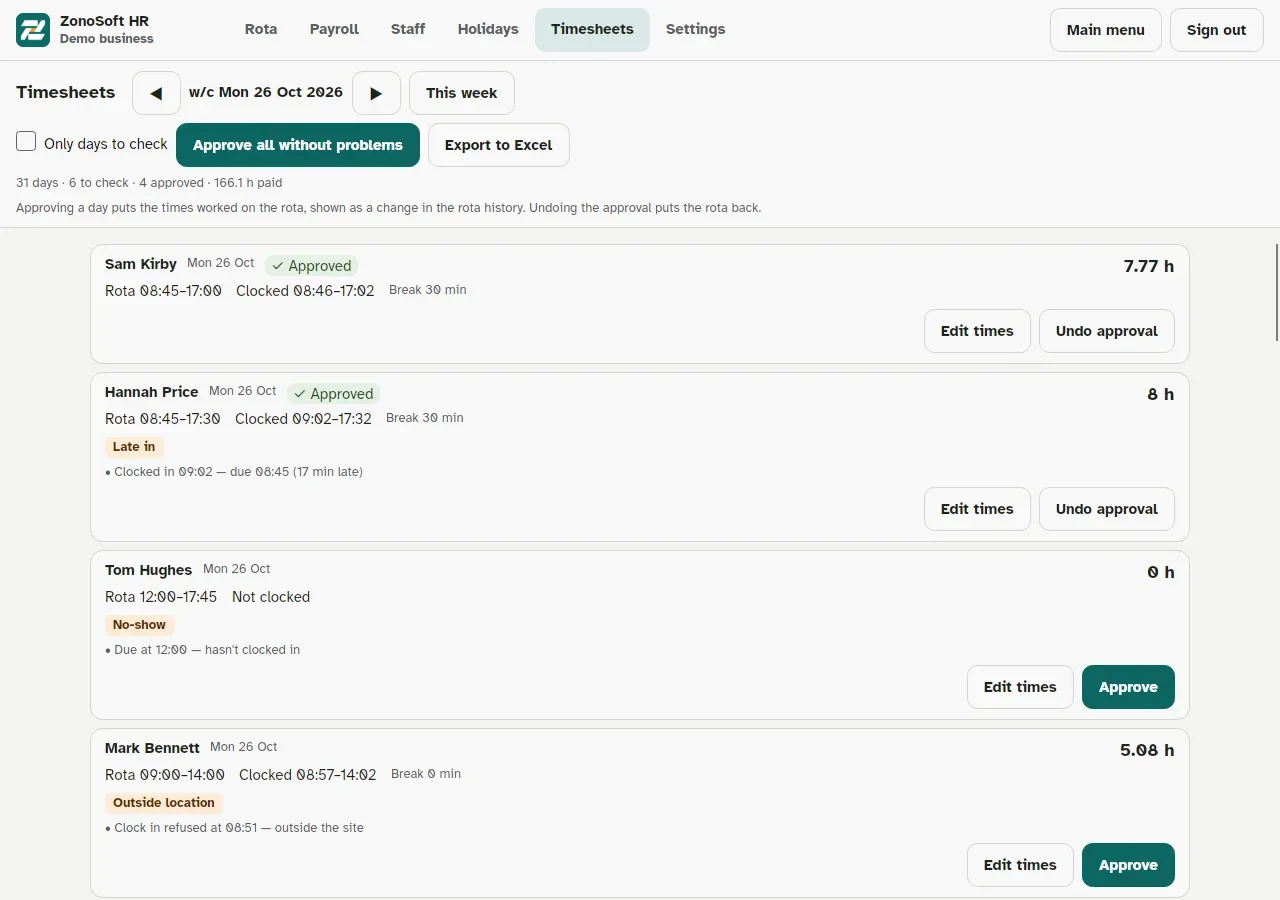 ZonoSoft HR
Demo business
Rota Payroll Staff Holidays Timesheets Settings
Main menu Sign out
Timesheets ◀ w/c Mon 26 Oct 2026 ▶ This week
Only days to check Approve all without problems Export to Excel
31 days · 6 to check · 4 approved · 166.1 h paid
Approving a day puts the times worked on the rota, shown as a change in the rota history. Undoing the approval puts the rota back.
Sam Kirby Mon 26 Oct ✓ Approved 7.77 h
Rota 08:45–17:00 Clocked 08:46–17:02 Break 30 min
Edit times Undo approval
Hannah Price Mon 26 Oct ✓ Approved 8 h
Rota 08:45–17:30 Clocked 09:02–17:32 Break 30 min
Late in
• Clocked in 09:02 — due 08:45 (17 min late)
Edit times Undo approval
Tom Hughes Mon 26 Oct 0 h
Rota 12:00–17:45 Not clocked
No-show
• Due at 12:00 — hasn't clocked in
Edit times Approve
Mark Bennett Mon 26 Oct 5.08 h
Rota 09:00–14:00 Clocked 08:57–14:02 Break 0 min
Outside location
• Clock in refused at 08:51 — outside the site
Edit times Approve